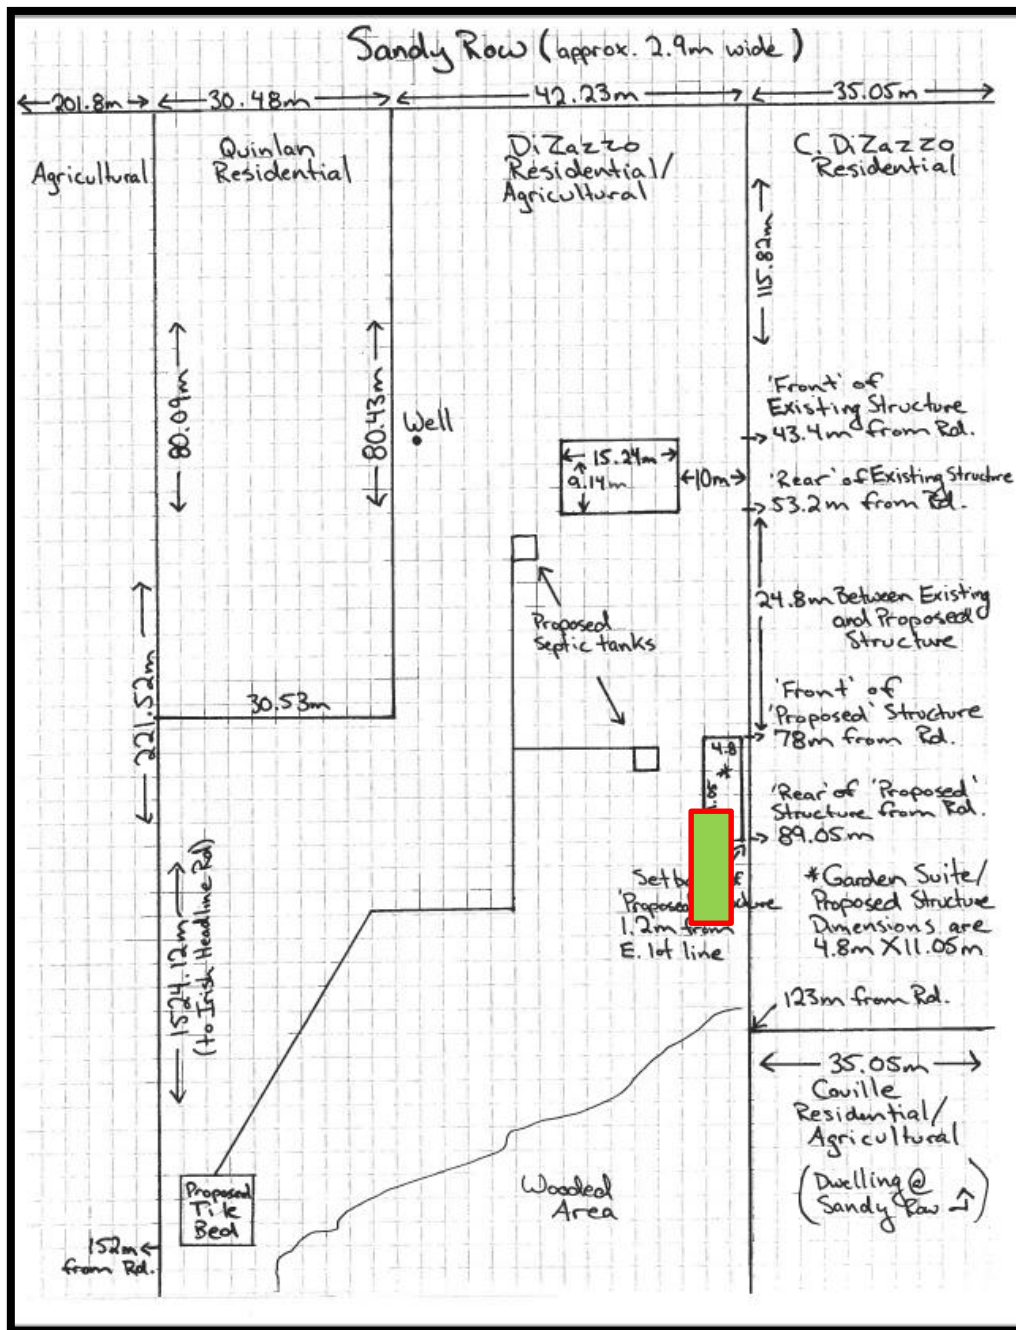 Sandy Row (approx. 2.9m wide)
201.8m
30.48m
42.23m
35.05m
Agricultural
Quinlan
Residential
DiZazzo
Residential/
Agricultural
C. DiZazzo
Residential
115.82m
80.09m
80.43m
Well
'Front' of
Existing Structure
43.4m from Rd.
15.24m
9.14m
10m
'Rear' of Existing Structure
53.2m from Rd.
24.8m Between Existing
and Proposed
Structure
Proposed
Septic tanks
221.52m
30.53m
'Front' of
'Proposed' Structure
78m from Rd.
4.8
*
.05
'Rear' of 'Proposed'
Structure from Rd.
89.05m
'Proposed
1.2m from
E. lot line
*Garden Suite/
Proposed Structure
Dimensions are
4.8m X 11.05m
1524.12m
(to Irish Headline Rd)
123m from Rd.
35.05m
Coville
Residential/
Agricultural
(Dwelling @
Sandy Row)
Wooded
Area
Proposed
Tile
Bed
152m
from Rd.